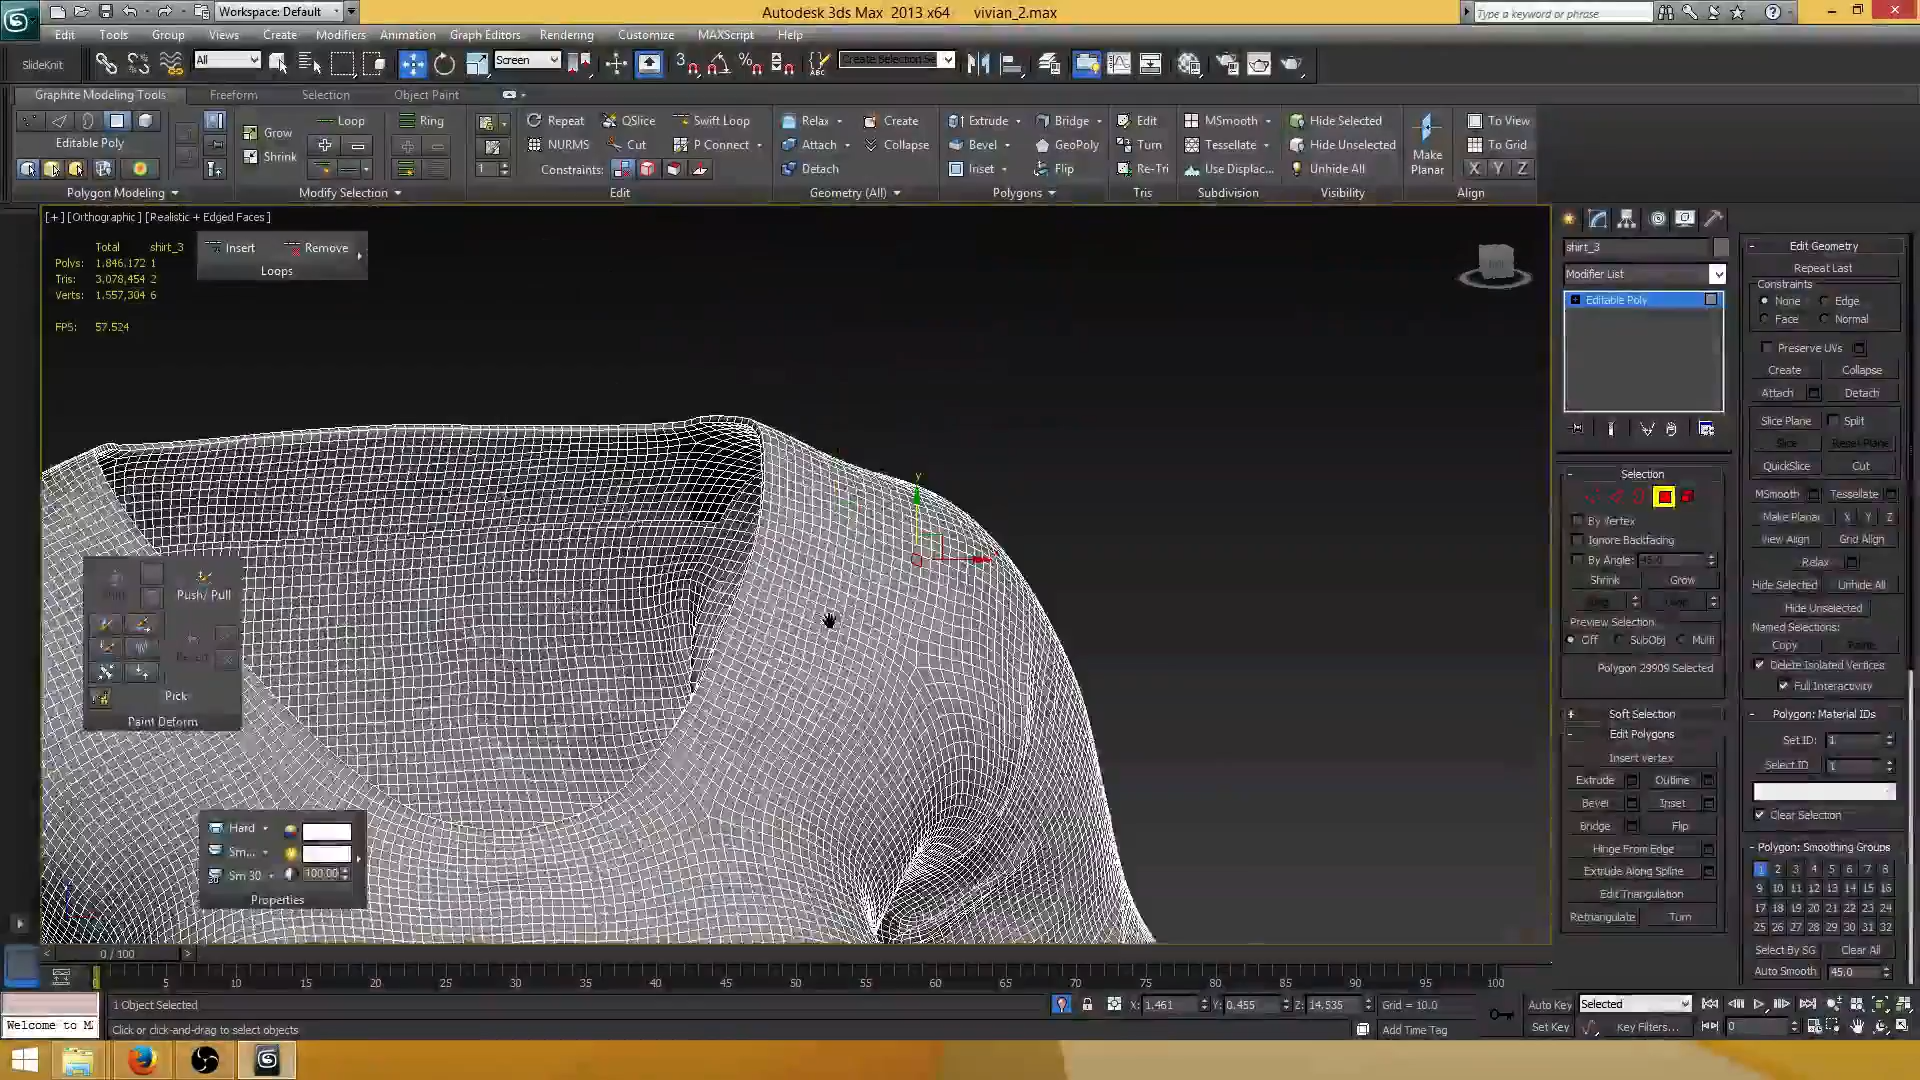 Workspace: Default
Autodesk 3ds Max 2013 x64 vivian_2.max
Type a keyword or phrase
Edit Tools Group Views Create Modifiers Animation Graph Editors Rendering Customize MAXScript Help
SlideKnit All Screen Create Selection Se
Graphite Modeling Tools Freeform Selection Object Paint
Loop Ring Repeat QSlice Swift Loop Relax Create Extrude Bridge Edit MSmooth Hide Selected To View
Editable Poly Grow Shrink NURMS Cut P Connect Attach Collapse Bevel GeoPoly Turn Tessellate Hide Unselected Make Planar To Grid
1 Constraints: Detach Inset Flip Re-Tri Use Displac... Unhide All X Y Z
Polygon Modeling Modify Selection Edit Geometry (All) Polygons Tris Subdivision Visibility Align
[+] [Orthographic] [Realistic + Edged Faces]
Total shirt_3
Polys: 1,846,172 1
Tris: 3,078,454 2
Verts: 1,557,304 6
FPS: 57.524
Insert Remove
Loops
y
Push/ Pull
Pick
Paint Deform
Hard
Sm...
Sm 30 100.00
Properties
shirt_3
Modifier List
Editable Poly
Selection
By Vertex
Ignore Backfacing
By Angle: 45.0
Shrink Grow
Preview Selection
Off SubObj Multi
Polygon 29909 Selected
Soft Selection
Edit Polygons
Insert Vertex
Extrude Outline
Bevel Inset
Bridge Flip
Hinge From Edge
Extrude Along Spline
Edit Triangulation
Retriangulate Turn
Edit Geometry
Repeat Last
Constraints
None Edge
Face Normal
Preserve UVs
Create Collapse
Attach Detach
Slice Plane Split
Slice Reset Plane
QuickSlice Cut
MSmooth Tessellate
Make Planar X Y Z
View Align Grid Align
Relax
Hide Selected Unhide All
Hide Unselected
Named Selections:
Copy Paste
Delete Isolated Vertices
Full Interactivity
Polygon: Material IDs
Set ID: 1
Select ID 1
Clear Selection
Polygon: Smoothing Groups
1 2 3 4 5 6 7 8
9 10 11 12 13 14 15 16
17 18 19 20 21 22 23 24
25 26 27 28 29 30 31 32
Select By SG Clear All
Auto Smooth 45.0
0 / 100
5 10 15 20 25 30 35 40 45 50 55 60 65 70 75 80 85 90 95 100
1 Object Selected X: 1.461 Y: 0.455 Z: 14.535 Grid = 10.0 Auto Key Selected
Welcome to M Click or click-and-drag to select objects Add Time Tag Set Key Key Filters... 0